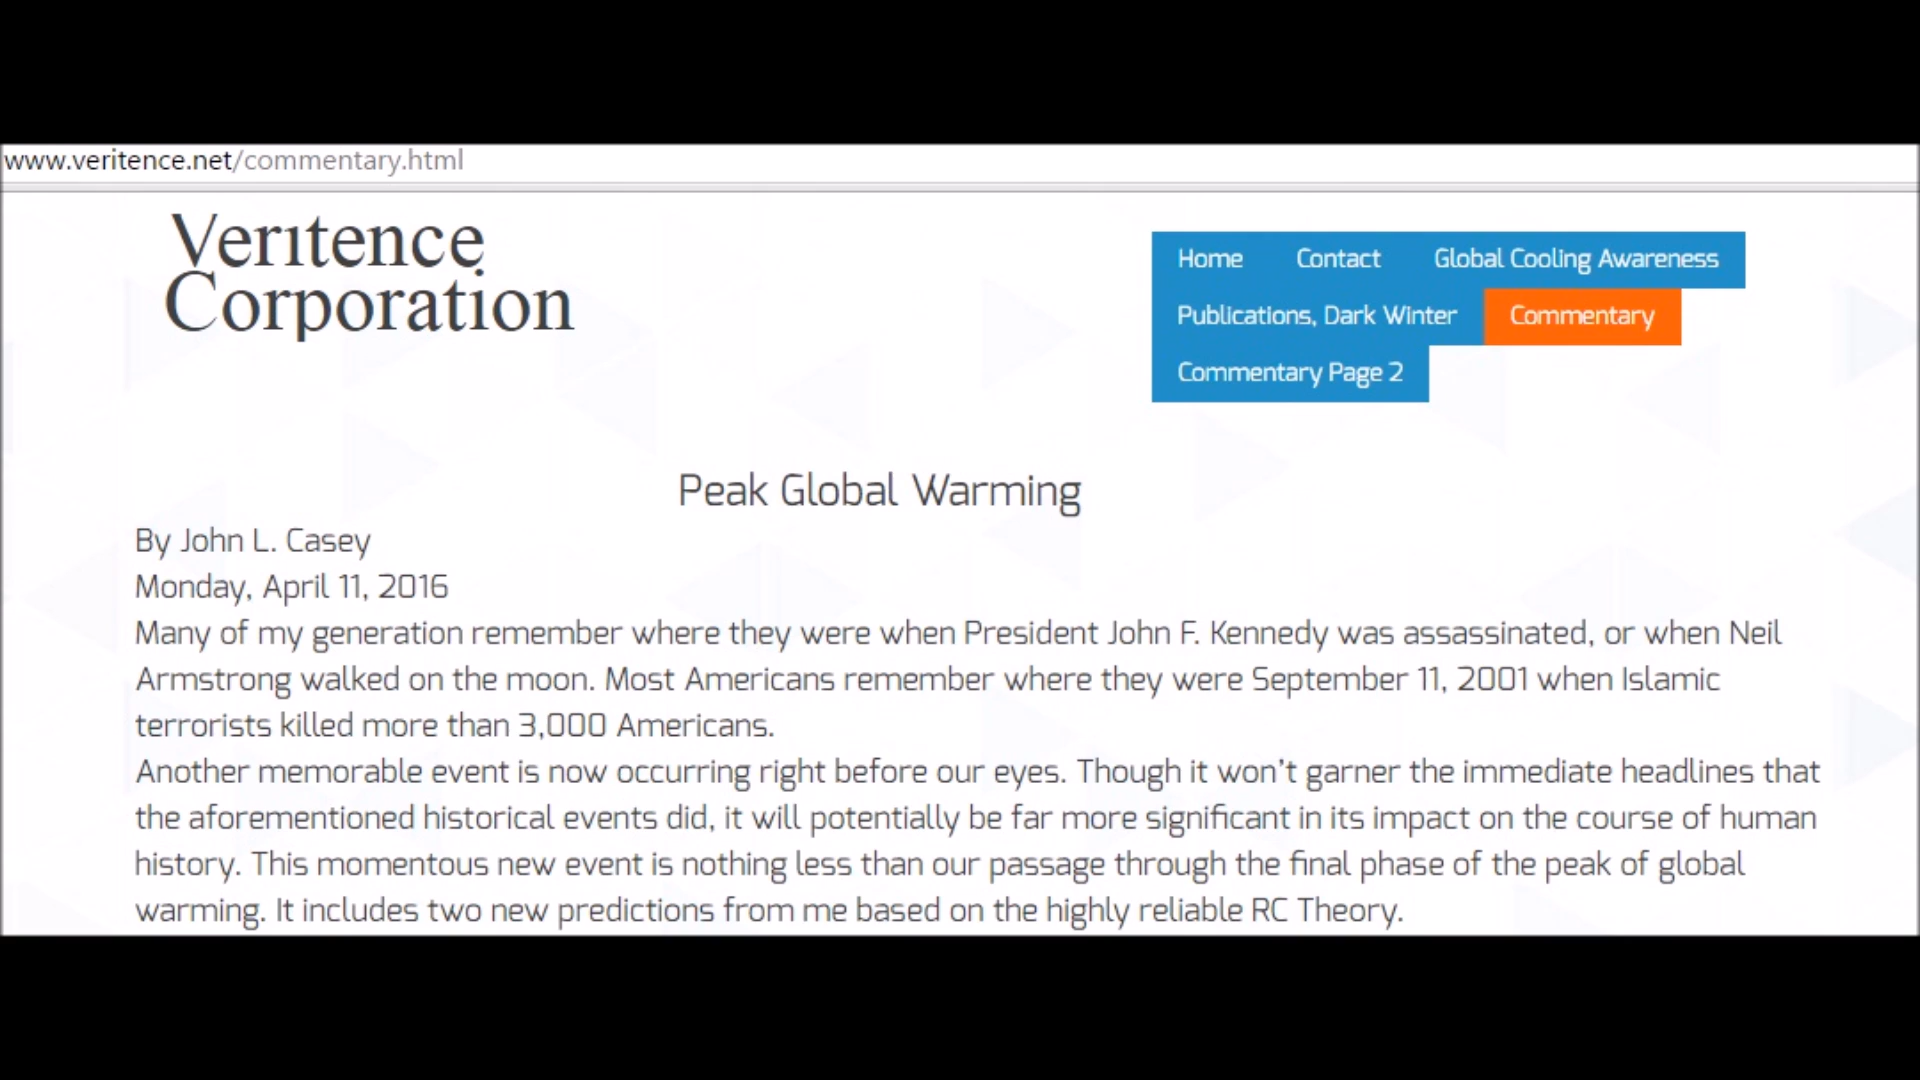 www.veritence.net/commentary.html
Veritence
Corporation
Home Contact Global Cooling Awareness
Publications, Dark Winter Commentary
Commentary Page 2
Peak Global Warming
By John L. Casey
Monday, April 11, 2016
Many of my generation remember where they were when President John F. Kennedy was assassinated, or when Neil
Armstrong walked on the moon. Most Americans remember where they were September 11, 2001 when Islamic
terrorists killed more than 3,000 Americans.
Another memorable event is now occurring right before our eyes. Though it won’t garner the immediate headlines that
the aforementioned historical events did, it will potentially be far more significant in its impact on the course of human
history. This momentous new event is nothing less than our passage through the final phase of the peak of global
warming. It includes two new predictions from me based on the highly reliable RC Theory.